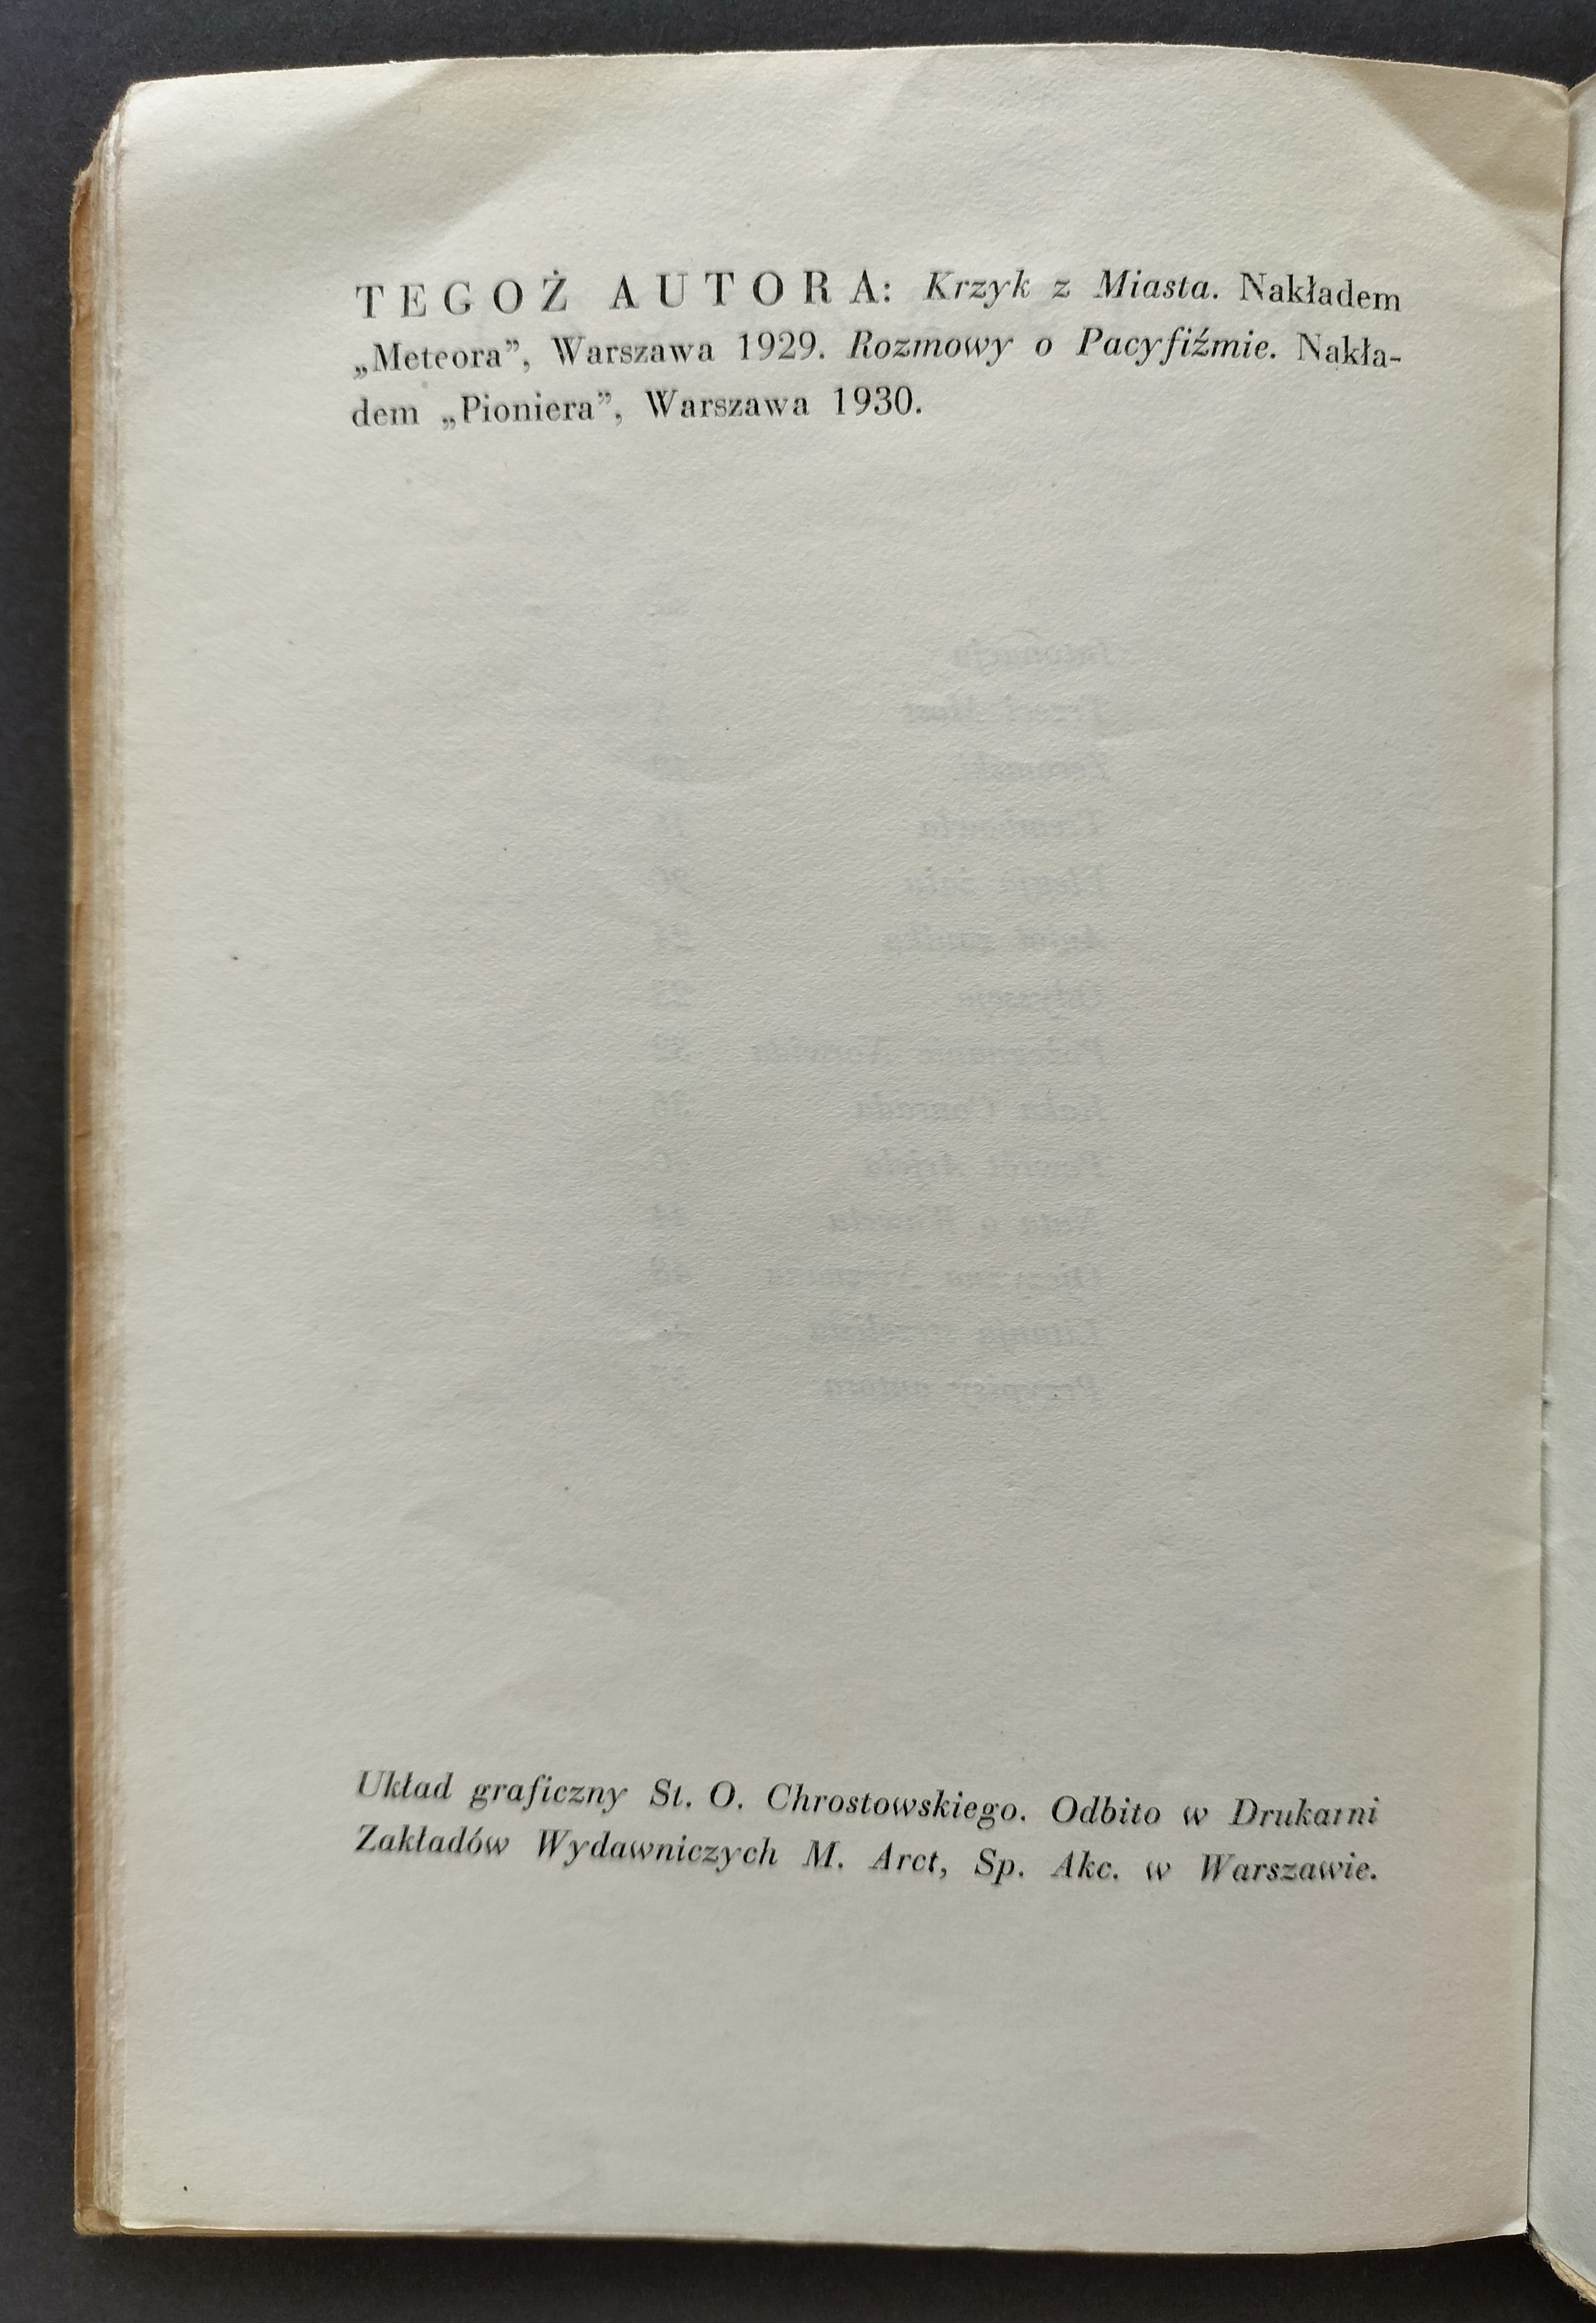 TEGOŻ AUTORA: Krzyk z Miasta. Nakładem
„Meteora”, Warszawa 1929. Rozmowy o Pacyfiźmie. Nakła-
dem „Pioniera”, Warszawa 1930.
Układ graficzny St. O. Chrostowskiego. Odbito w Drukarni
Zakładów Wydawniczych M. Arct, Sp. Akc. w Warszawie.